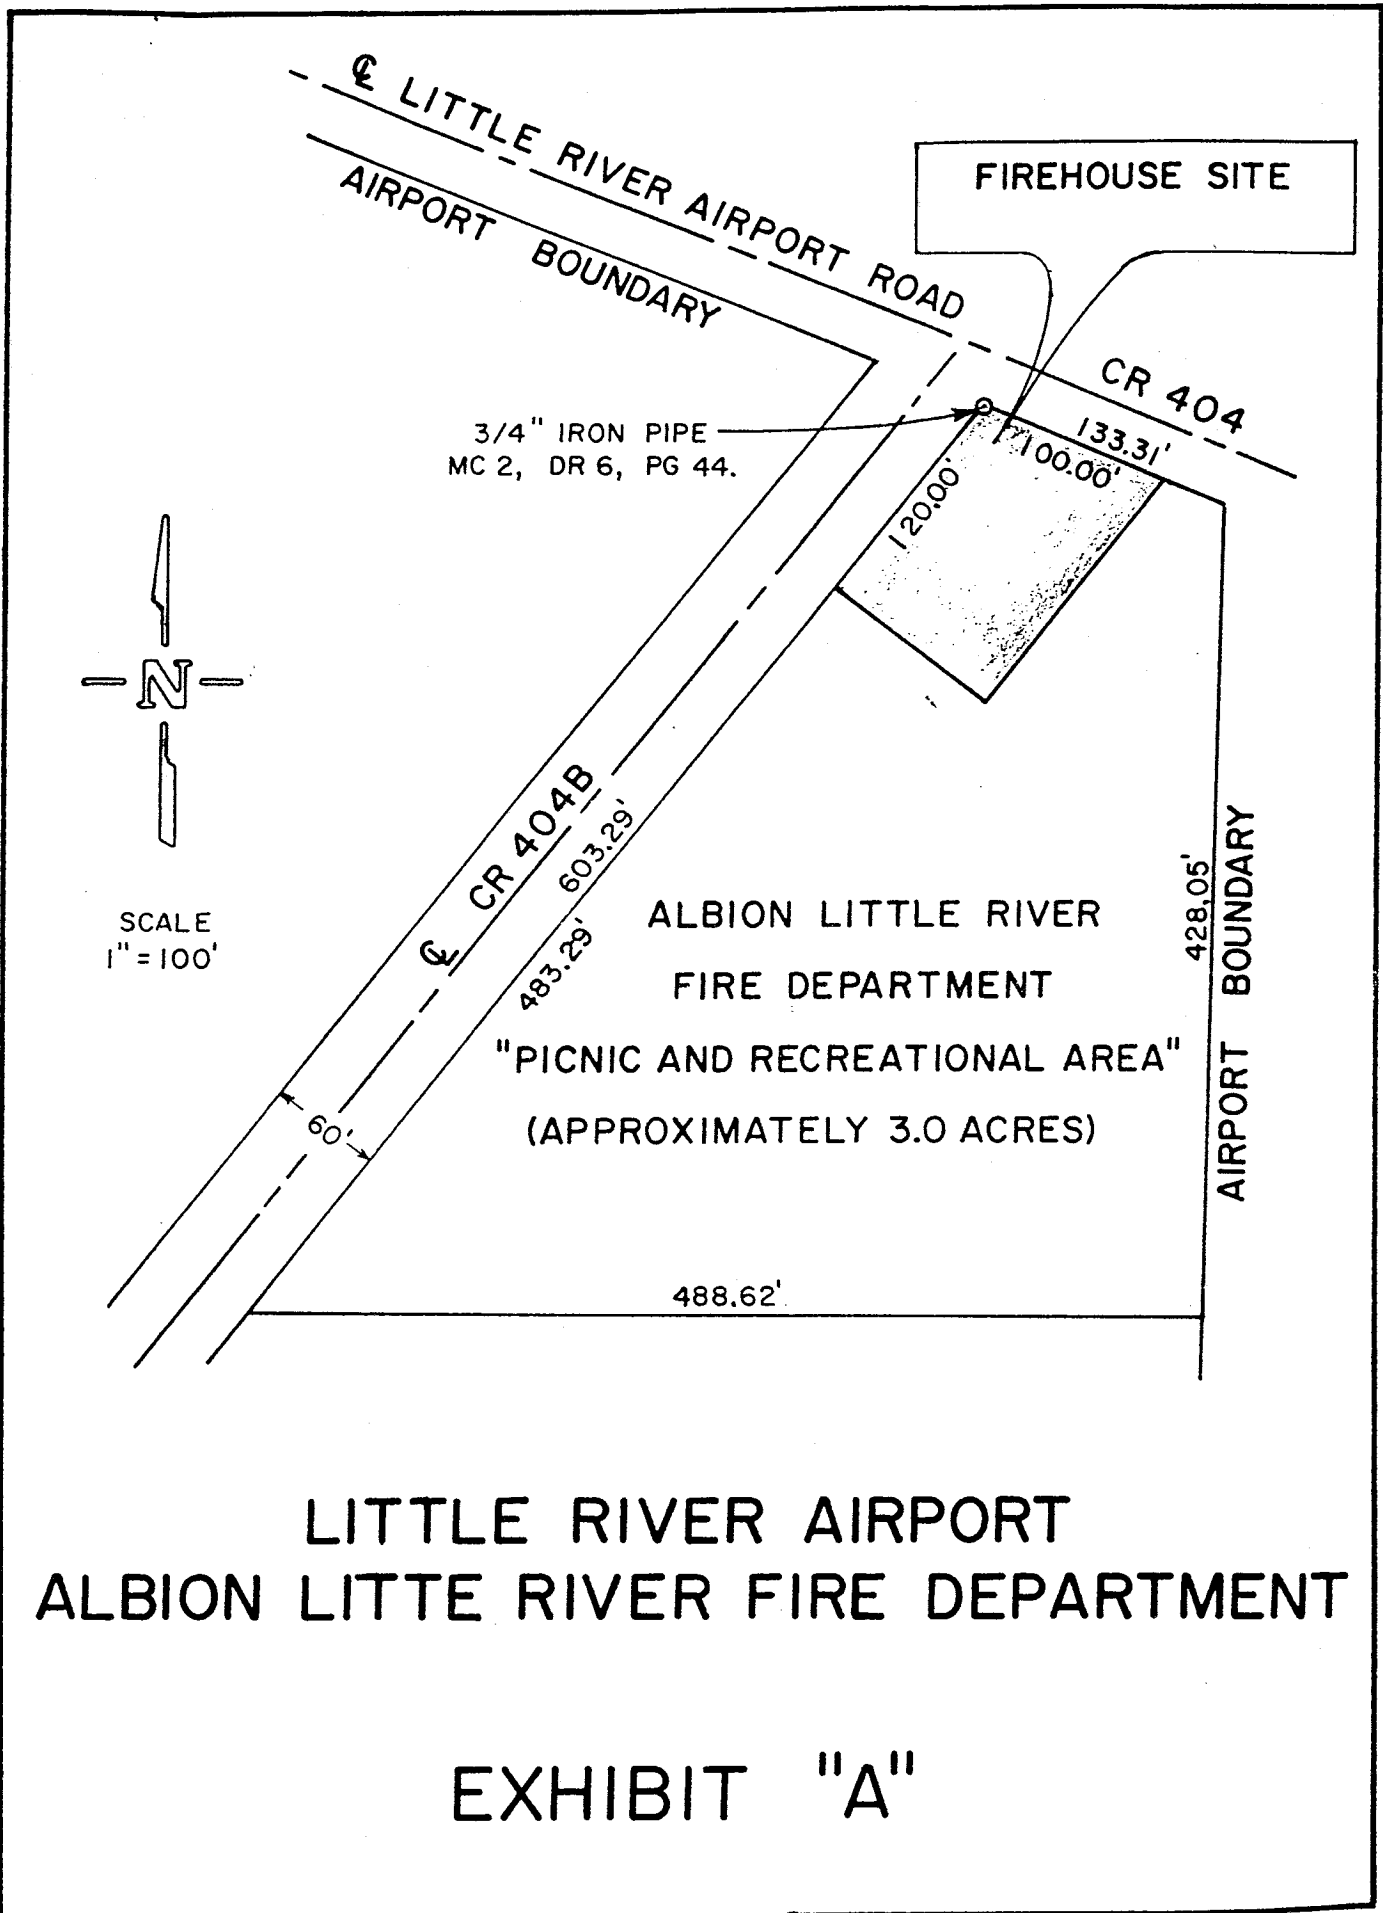 ℄ LITTLE RIVER AIRPORT ROAD
CR 404
AIRPORT BOUNDARY
FIREHOUSE SITE
3/4" IRON PIPE
MC 2, DR 6, PG 44.
133.31'
100.00'
120.00'
N
SCALE
1" = 100'
℄ CR 404B
603.29'
483.29'
60'
ALBION LITTLE RIVER
FIRE DEPARTMENT
"PICNIC AND RECREATIONAL AREA"
(APPROXIMATELY 3.0 ACRES)
428.05'
AIRPORT BOUNDARY
488.62'
LITTLE RIVER AIRPORT
ALBION LITTE RIVER FIRE DEPARTMENT
EXHIBIT "A"